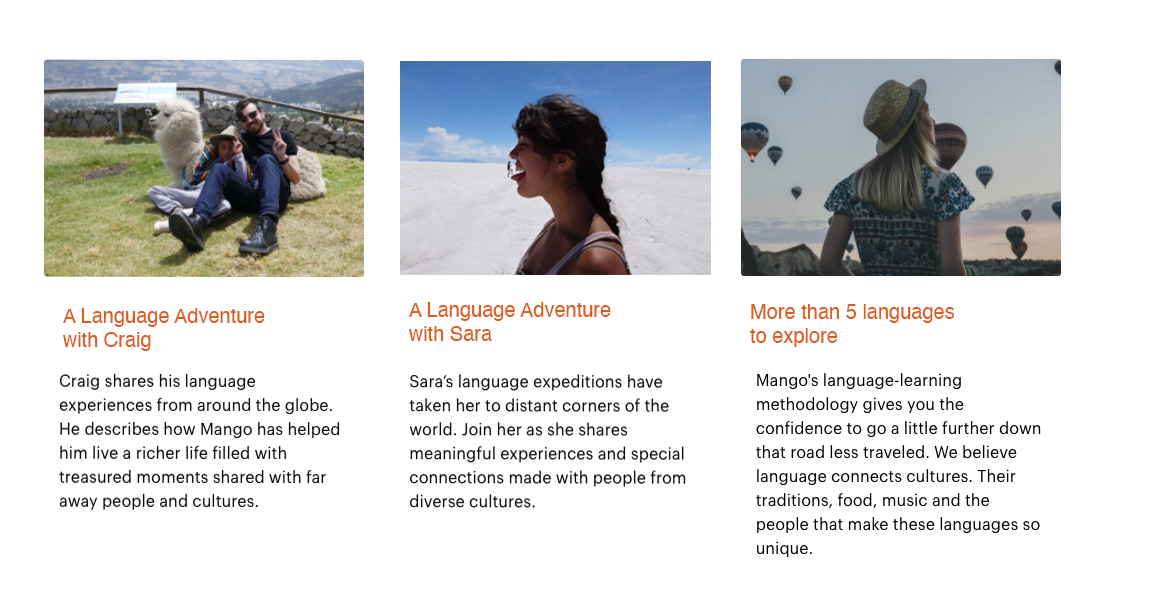 A Language Adventure
with Craig
Craig shares his language
experiences from around the globe.
He describes how Mango has helped
him live a richer life filled with
treasured moments shared with far
away people and cultures.
A Language Adventure
with Sara
Sara’s language expeditions have
taken her to distant corners of the
world. Join her as she shares
meaningful experiences and special
connections made with people from
diverse cultures.
More than 5 languages
to explore
Mango's language-learning
methodology gives you the
confidence to go a little further down
that road less traveled. We believe
language connects cultures. Their
traditions, food, music and the
people that make these languages so
unique.